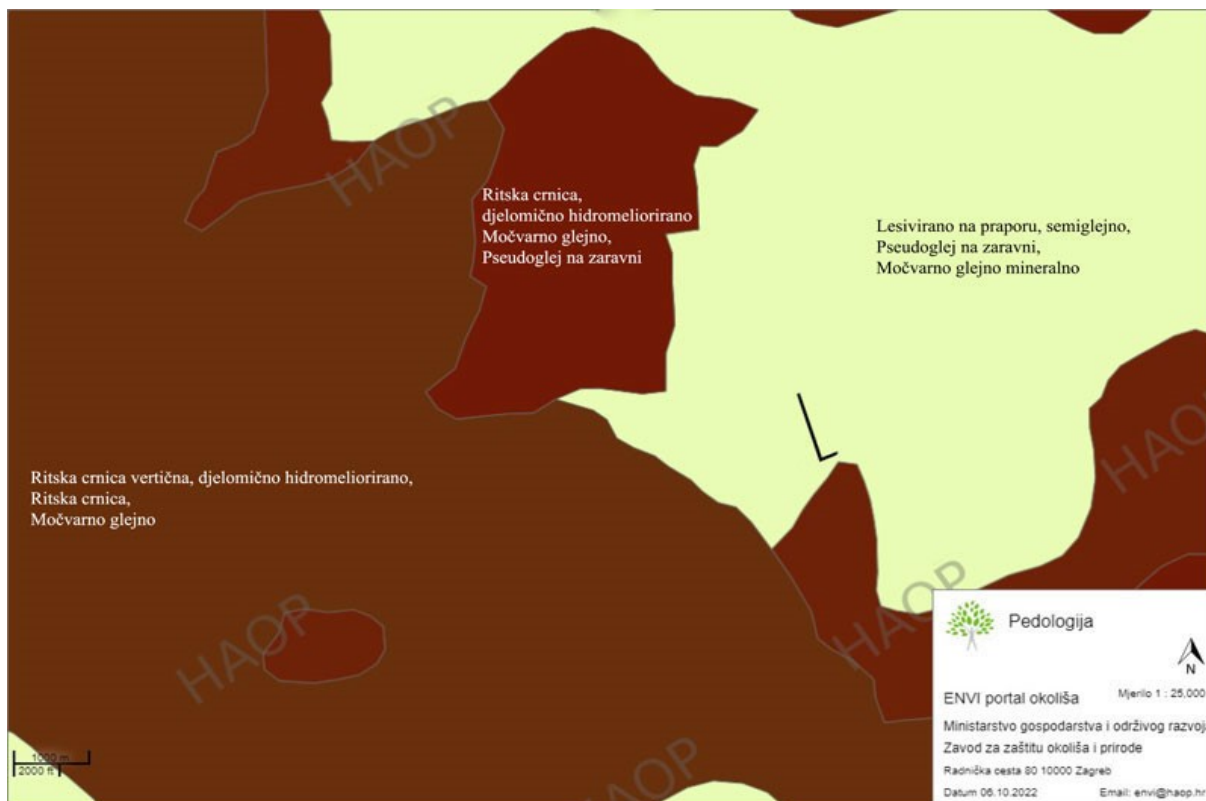 HAOP
Ritska crnica,
djelomično hidromeliorirano
Močvarno glejno,
Pseudoglej na zaravni
Lesivirano na praporu, semiglejno,
Pseudoglej na zaravni,
Močvarno glejno mineralno
HAOP
Ritska crnica vertična, djelomično hidromeliorirano,
Ritska crnica,
Močvarno glejno
HAOP
HAOP
HAOP
1000 m
2000 ft
Pedologija
N
ENVI portal okoliša
Mjerilo 1 : 25,000
Ministarstvo gospodarstva i održivog razvoja
Zavod za zaštitu okoliša i prirode
Radnička cesta 80 10000 Zagreb
Datum 06.10.2022
Email: envi@haop.hr